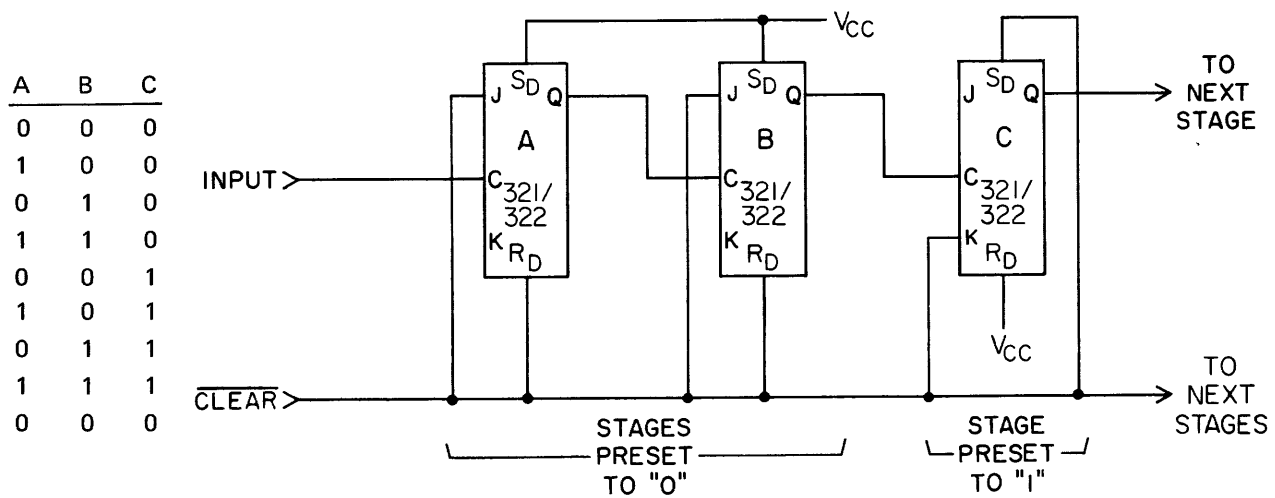 A B C
0 0 0
1 0 0
0 1 0
1 1 0
0 0 1
1 0 1
0 1 1
1 1 1
0 0 0
INPUT
CLEAR
VCC
SD
J Q
A
C
321/
322
K
RD
SD
J Q
B
C
321/
322
K
RD
SD
J Q
C
C
321/
322
K
RD
VCC
TO
NEXT
STAGE
TO
NEXT
STAGES
STAGES
PRESET
TO "0"
STAGE
PRESET
TO "1"